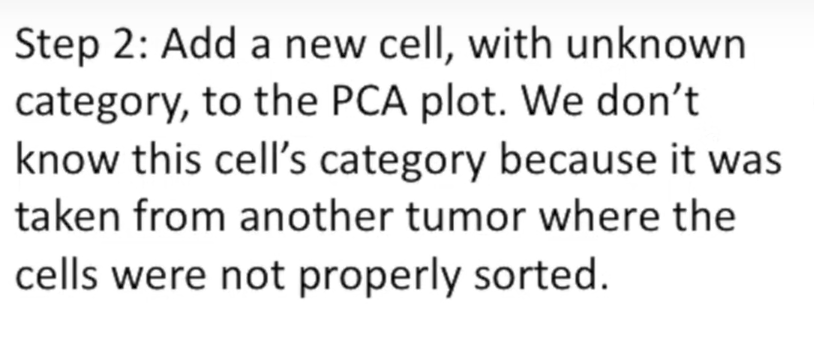 Step 2: Add a new cell, with unknown
category, to the PCA plot. We don’t
know this cell’s category because it was
taken from another tumor where the
cells were not properly sorted.